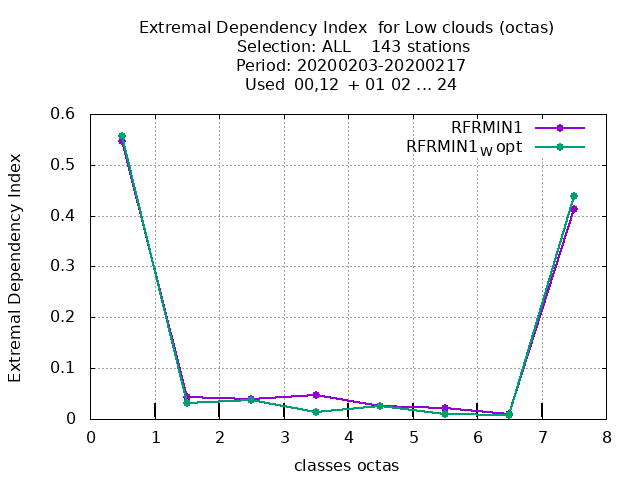 Extremal Dependency Index  for Low clouds (octas)
Selection: ALL    143 stations
Period: 20200203-20200217
Used  00,12  + 01 02 ... 24
RFRMIN1
RFRMIN1W opt
Extremal Dependency Index
0.6
0.5
0.4
0.3
0.2
0.1
0
0 1 2 3 4 5 6 7 8
classes octas